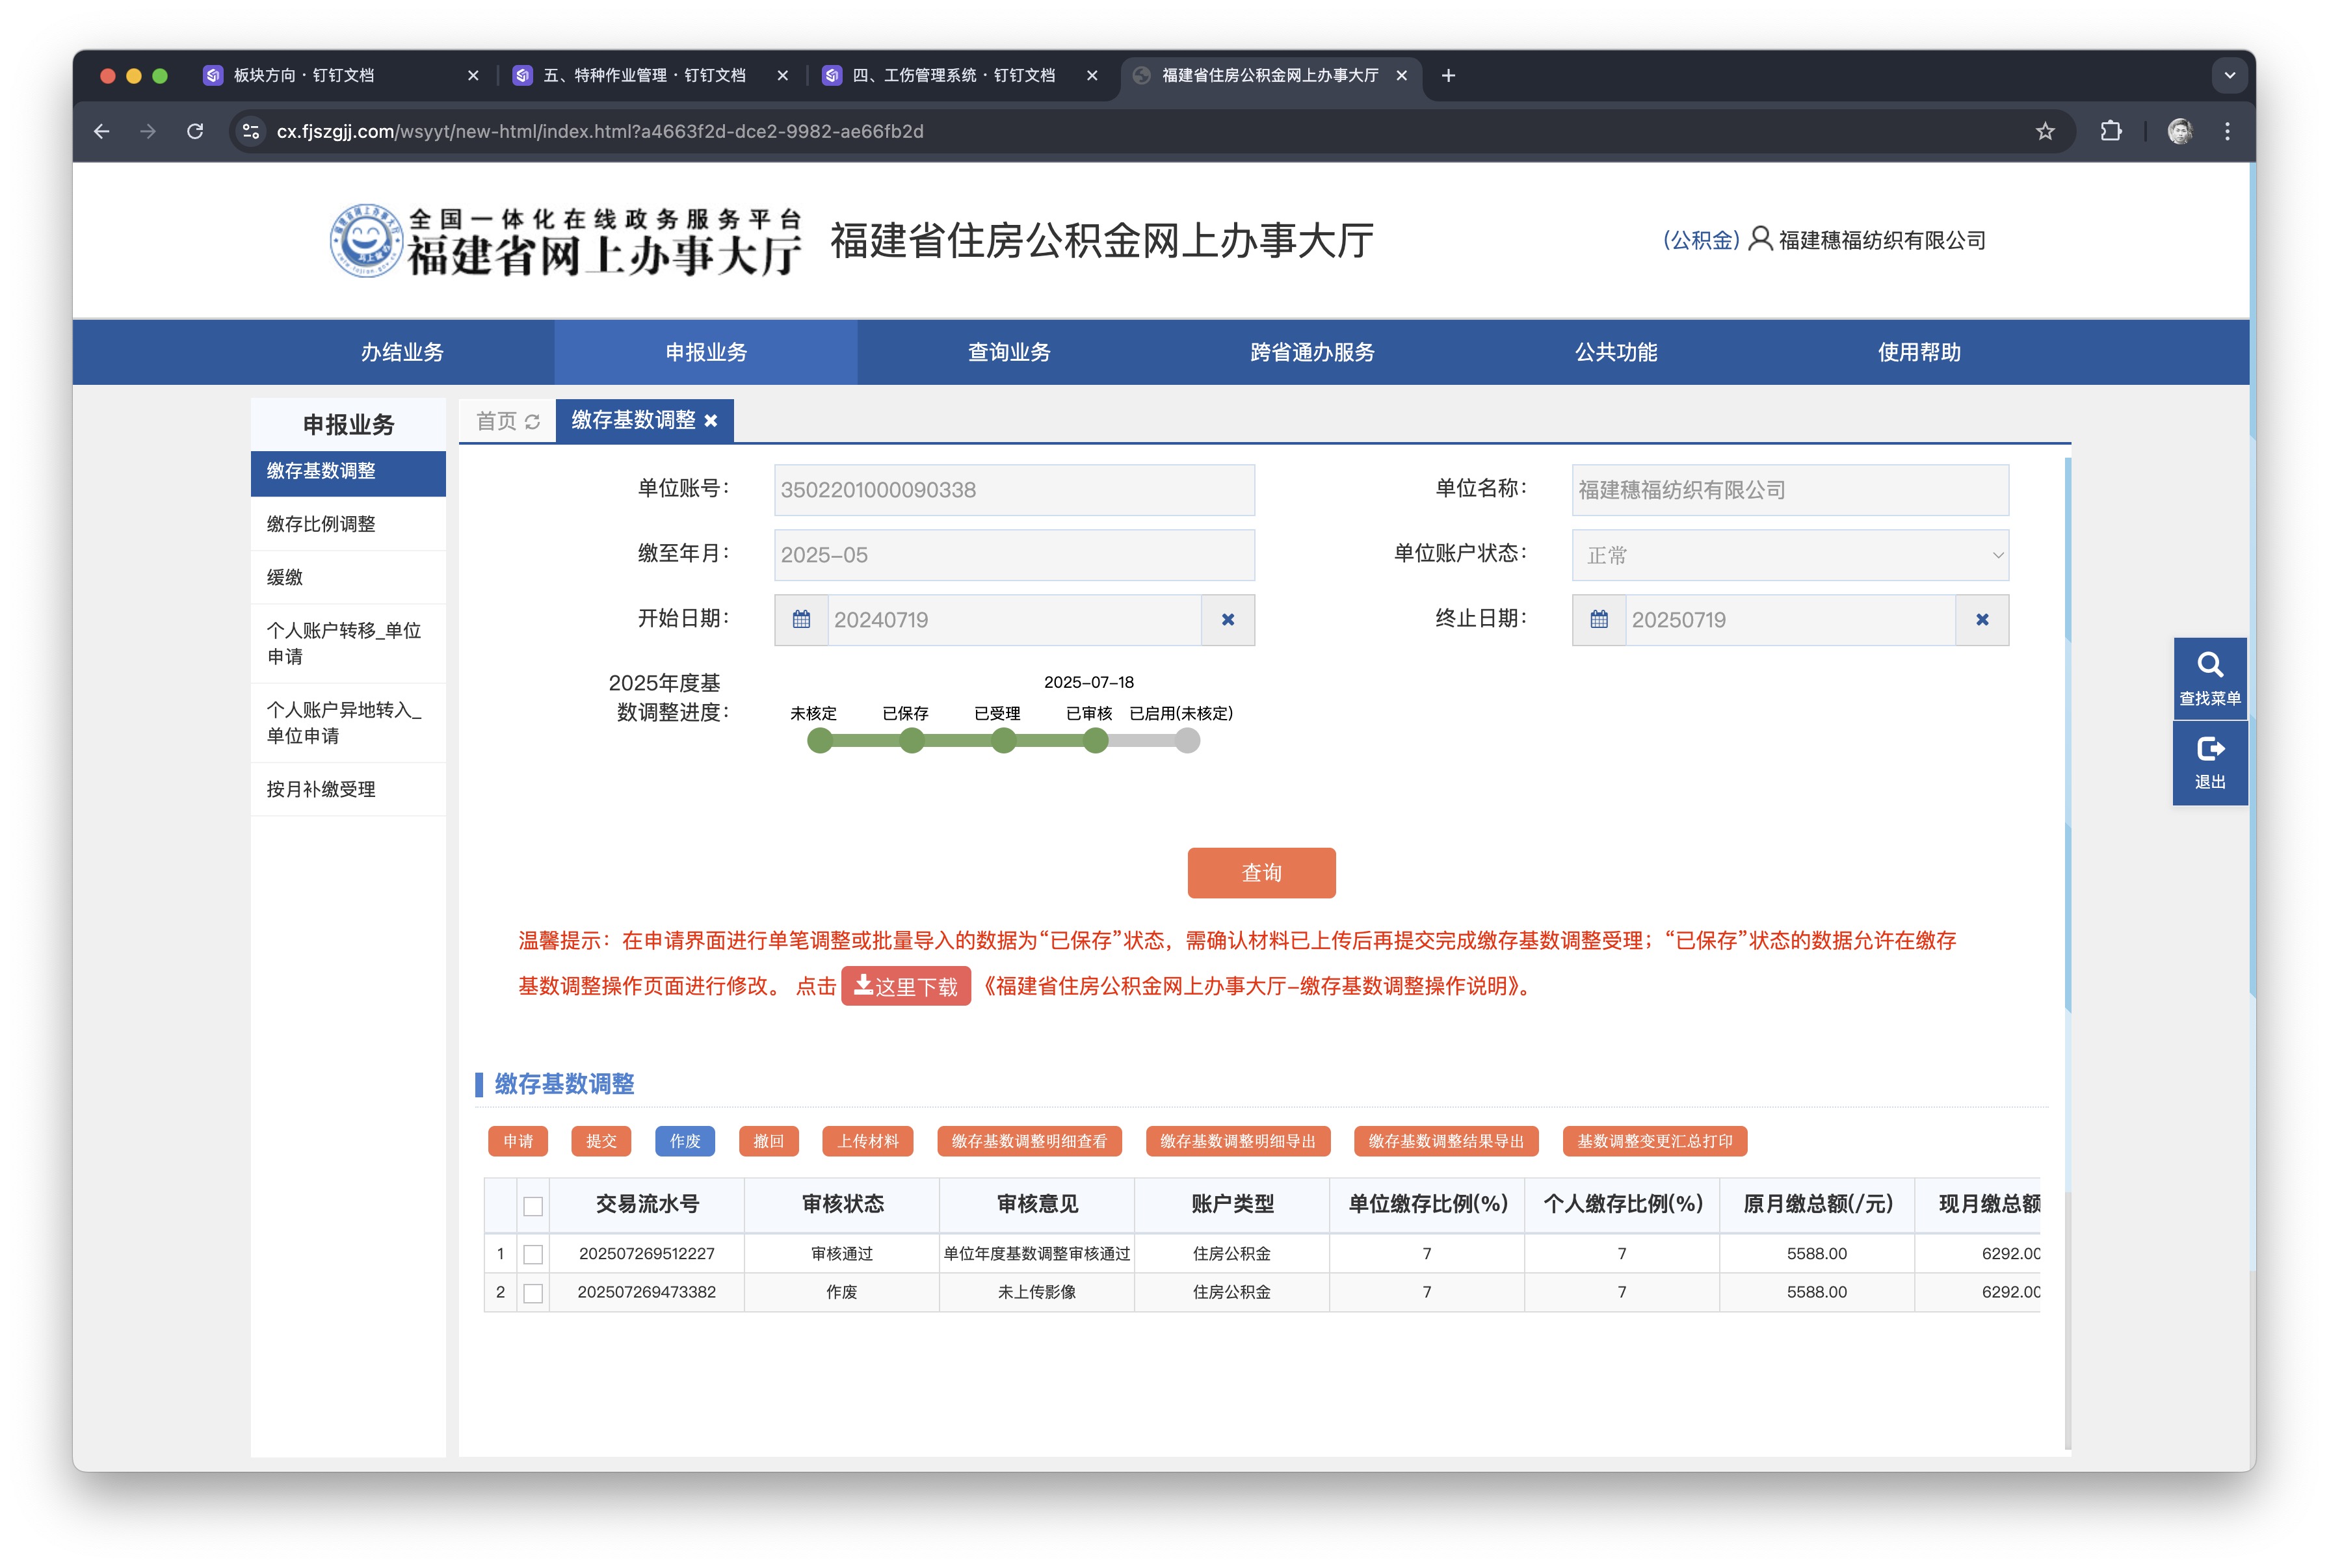 板块方向 · 钉钉文档
五、特种作业管理 · 钉钉文档
四、工伤管理系统 · 钉钉文档
福建省住房公积金网上办事大厅
cx.fjszgjj.com/wsyyt/new-html/index.html?a4663f2d-dce2-9982-ae66fb2d
全国一体化在线政务服务平台
福建省网上办事大厅
福建省住房公积金网上办事大厅
(公积金) 福建穗福纺织有限公司
办结业务 申报业务 查询业务 跨省通办服务 公共功能 使用帮助
申报业务
缴存基数调整
缴存比例调整
缓缴
个人账户转移_单位
申请
个人账户异地转入_
单位申请
按月补缴受理
首页 缴存基数调整
单位账号： 3502201000090338 单位名称： 福建穗福纺织有限公司
缴至年月： 2025-05 单位账户状态： 正常
开始日期： 20240719 终止日期： 20250719
2025年度基
数调整进度：
2025-07-18
未核定 已保存 已受理 已审核 已启用(未核定)
查询
温馨提示：在申请界面进行单笔调整或批量导入的数据为“已保存”状态，需确认材料已上传后再提交完成缴存基数调整受理；“已保存”状态的数据允许在缴存
基数调整操作页面进行修改。 点击 这里下载 《福建省住房公积金网上办事大厅-缴存基数调整操作说明》。
查找菜单
退出
缴存基数调整
申请 提交 作废 撤回 上传材料 缴存基数调整明细查看 缴存基数调整明细导出 缴存基数调整结果导出 基数调整变更汇总打印
交易流水号 审核状态 审核意见 账户类型 单位缴存比例(%) 个人缴存比例(%) 原月缴总额(/元) 现月缴总额
1 202507269512227 审核通过 单位年度基数调整审核通过 住房公积金 7 7 5588.00 6292.00
2 202507269473382 作废 未上传影像 住房公积金 7 7 5588.00 6292.00